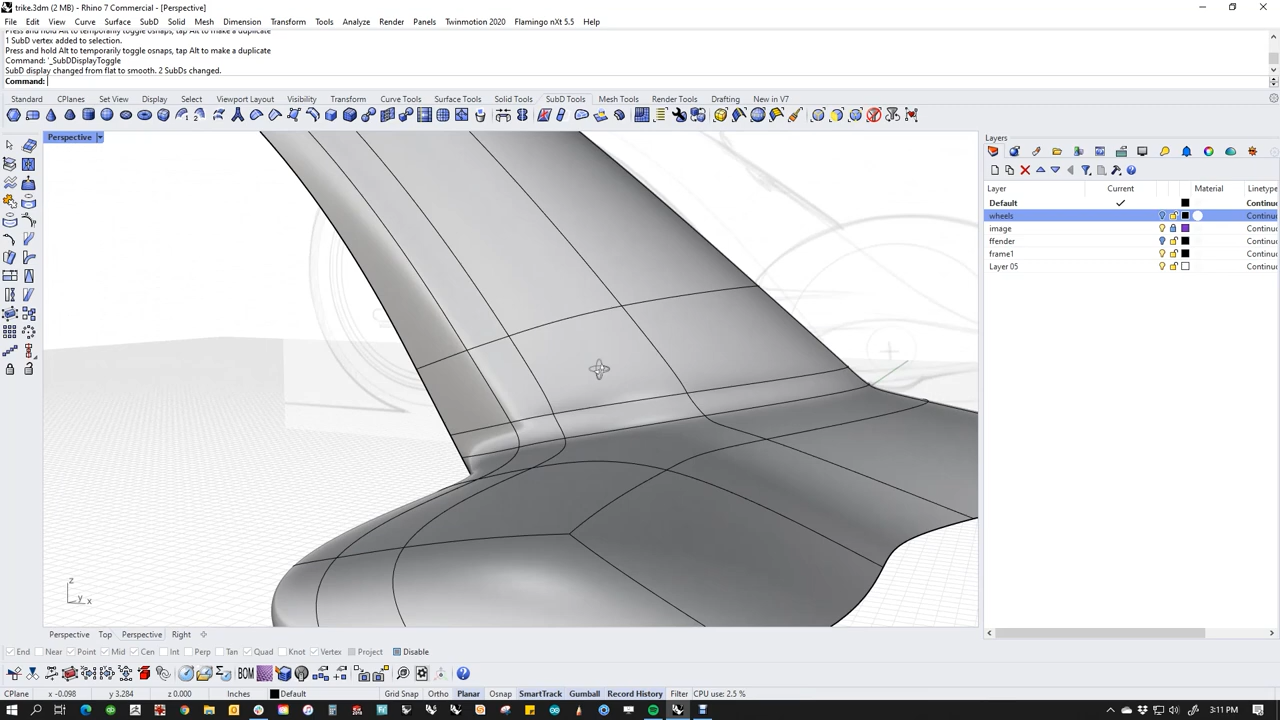 trike.3dm (2 MB) - Rhino 7 Commercial - [Perspective]
File Edit View Curve Surface SubD Solid Mesh Dimension Transform Tools Analyze Render Panels Twinmotion 2020 Flamingo nXt 5.5 Help
Press and hold Alt to temporarily toggle osnaps, tap Alt to make a duplicate
1 SubD vertex added to selection.
Press and hold Alt to temporarily toggle osnaps, tap Alt to make a duplicate
Command: '_SubDDisplayToggle
SubD display changed from flat to smooth. 2 SubDs changed.
Command:
Standard CPlanes Set View Display Select Viewport Layout Visibility Transform Curve Tools Surface Tools Solid Tools SubD Tools Mesh Tools Render Tools Drafting New in V7
Perspective
Layers
Layer Current Material Linetype
Default Continuc
wheels Continuc
image Continuc
ffender Continuc
frame1 Continuc
Layer 05 Continuc
z
y x
Perspective Top Perspective Right
End Near Point Mid Cen Int Perp Tan Quad Knot Vertex Project Disable
BOM
CPlane x -0.098 y 3.284 z 0.000 Inches Default Grid Snap Ortho Planar Osnap SmartTrack Gumball Record History Filter CPU use: 2.5 %
3:11 PM